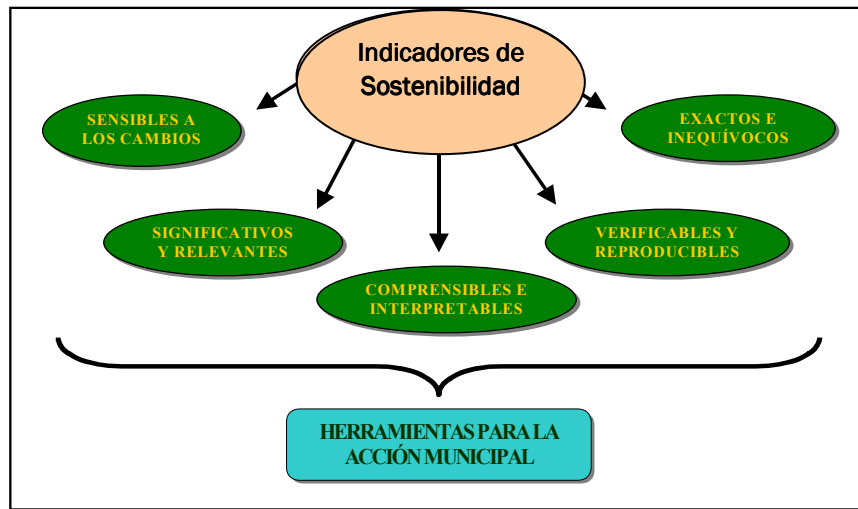 Indicadores de
Sostenibilidad
SENSIBLES A
LOS CAMBIOS
EXACTOS E
INEQUÍVOCOS
SIGNIFICATIVOS
Y RELEVANTES
VERIFICABLES Y
REPRODUCIBLES
COMPRENSIBLES E
INTERPRETABLES
HERRAMIENTAS PARA LA
ACCIÓN MUNICIPAL